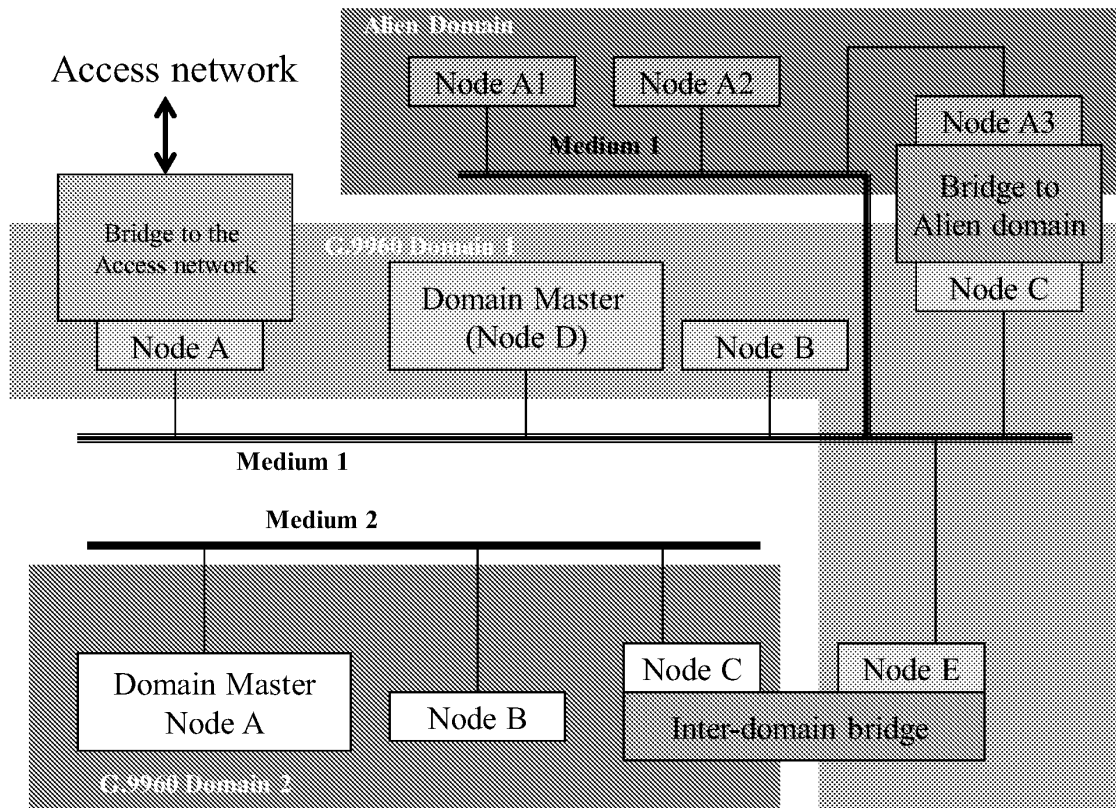 Alien Domain
Access network
Node A1
Node A2
Node A3
Medium 1
Bridge to
Alien domain
Bridge to the
Access network
G.9960 Domain 1
Domain Master
(Node D)
Node C
Node A
Node B
Medium 1
Medium 2
Domain Master
Node A
Node B
Node C
Node E
Inter-domain bridge
G.9960 Domain 2